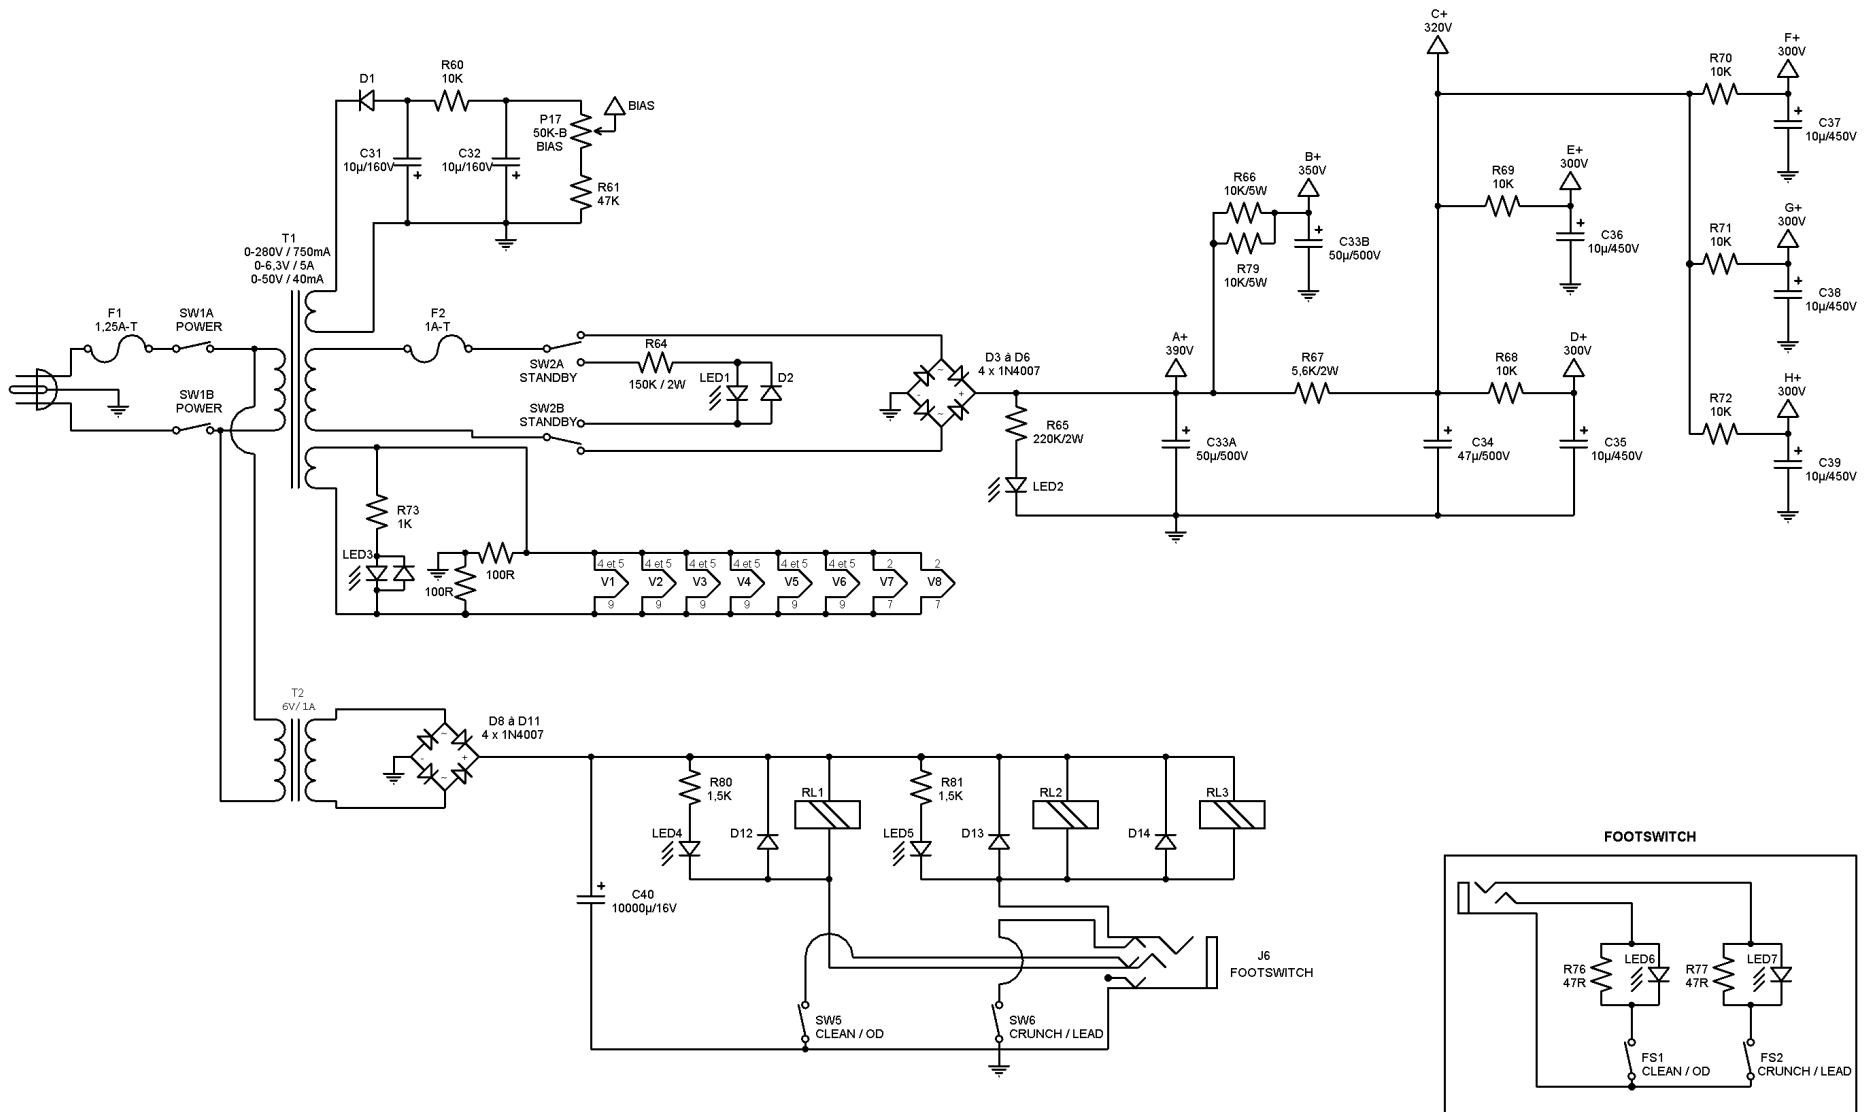 C+
320V
F+
300V
R70
10K
C37
10µ/450V
D1
R60
10K
BIAS
P17
50K-B
BIAS
C31
10µ/160V
C32
10µ/160V
R61
47K
B+
350V
R66
10K/5W
R79
10K/5W
C33B
50µ/500V
E+
300V
R69
10K
C36
10µ/450V
G+
300V
R71
10K
C38
10µ/450V
T1
0-280V / 750mA
0-6,3V / 5A
0-50V / 40mA
F1
1,25A-T
SW1A
POWER
SW1B
POWER
F2
1A-T
SW2A
STANDBY
SW2B
STANDBY
R64
150K / 2W
LED1
D2
~
-
+
~
D3 à D6
4 x 1N4007
A+
390V
R67
5,6K/2W
R68
10K
D+
300V
H+
300V
R72
10K
C39
10µ/450V
R65
220K/2W
LED2
C33A
50µ/500V
C34
47µ/500V
C35
10µ/450V
R73
1K
LED3
100R
100R
4 et 5
V1
9
4 et 5
V2
9
4 et 5
V3
9
4 et 5
V4
9
4 et 5
V5
9
4 et 5
V6
9
2
V7
7
2
V8
7
T2
6V/1A
~
-
+
~
D8 à D11
4 x 1N4007
R80
1,5K
LED4
D12
RL1
R81
1,5K
LED5
D13
RL2
D14
RL3
C40
10000µ/16V
SW5
CLEAN / OD
SW6
CRUNCH / LEAD
J6
FOOTSWITCH
FOOTSWITCH
R76
47R
LED6
R77
47R
LED7
FS1
CLEAN / OD
FS2
CRUNCH / LEAD